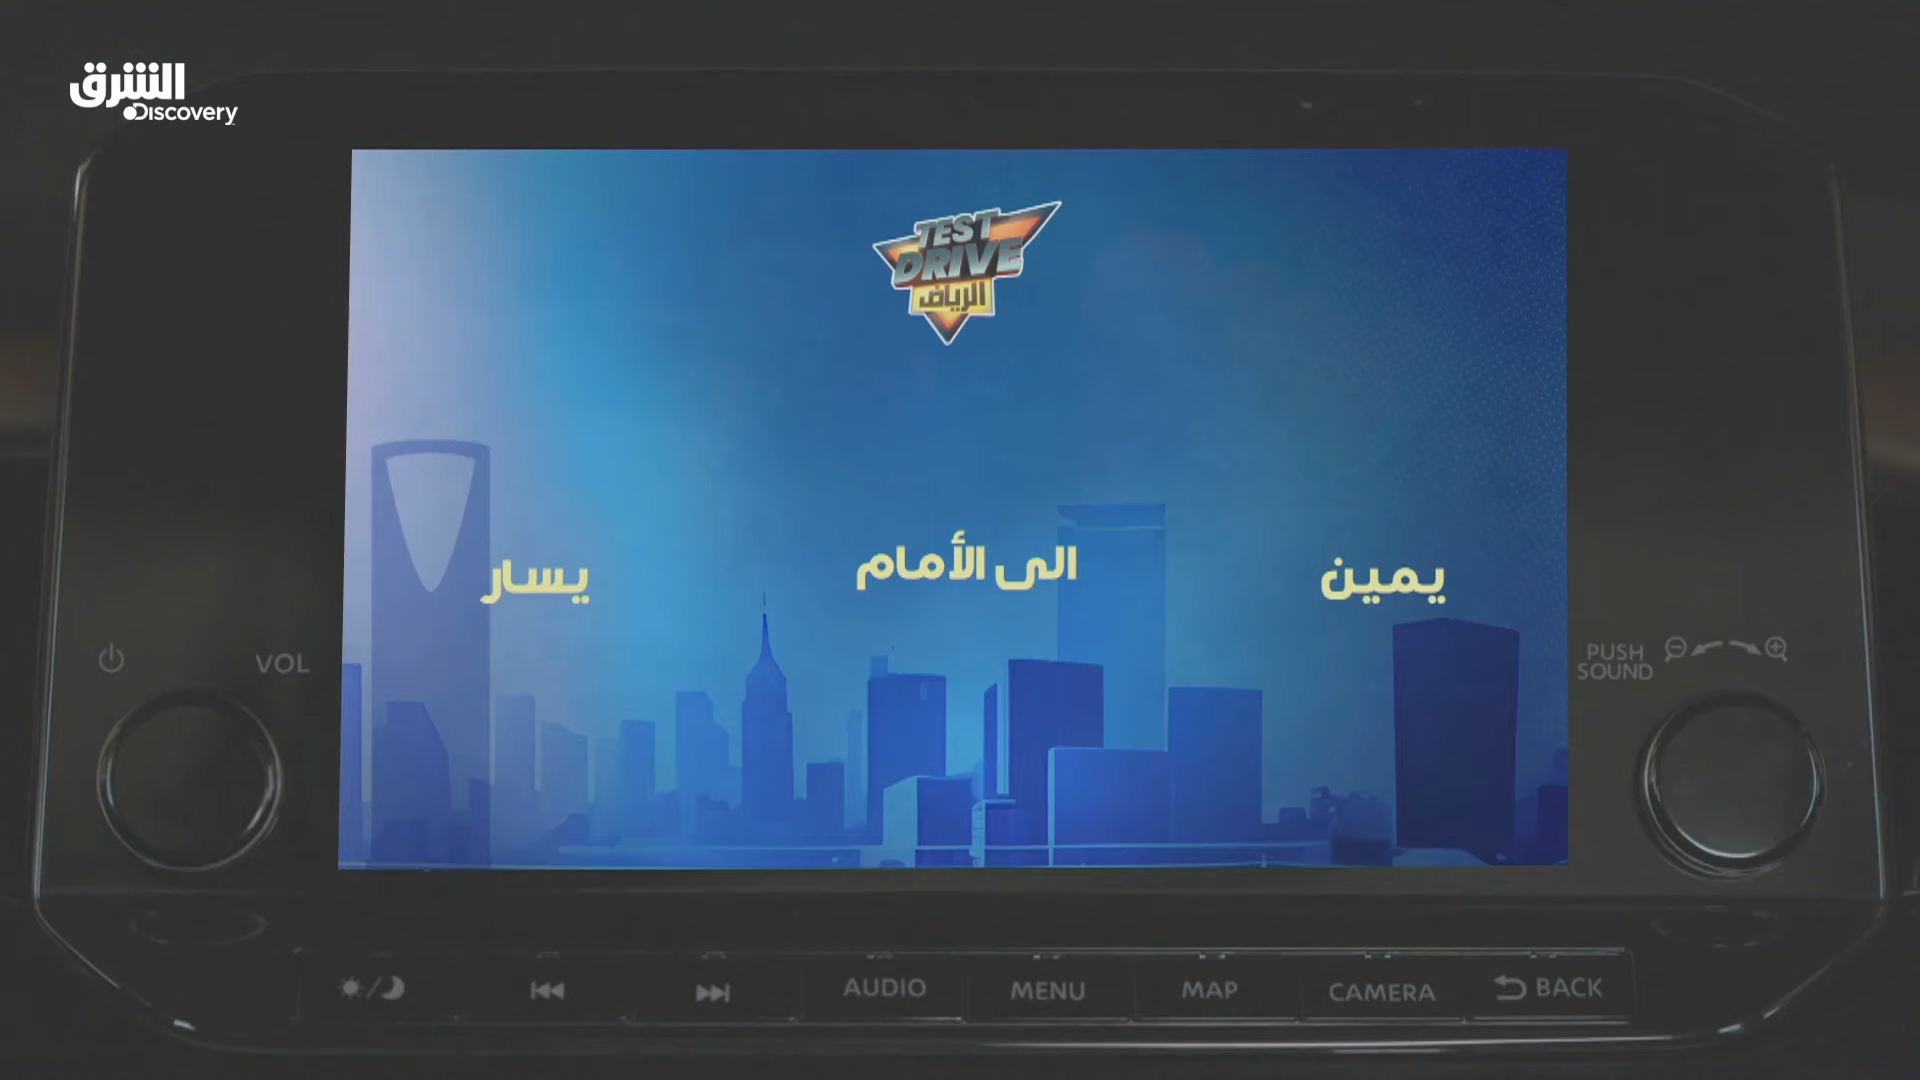 الشرق
Discovery
TEST
DRIVE
الرياض
يمين
الى الأمام
يسار
VOL
PUSH
SOUND
AUDIO
MENU
MAP
CAMERA
BACK